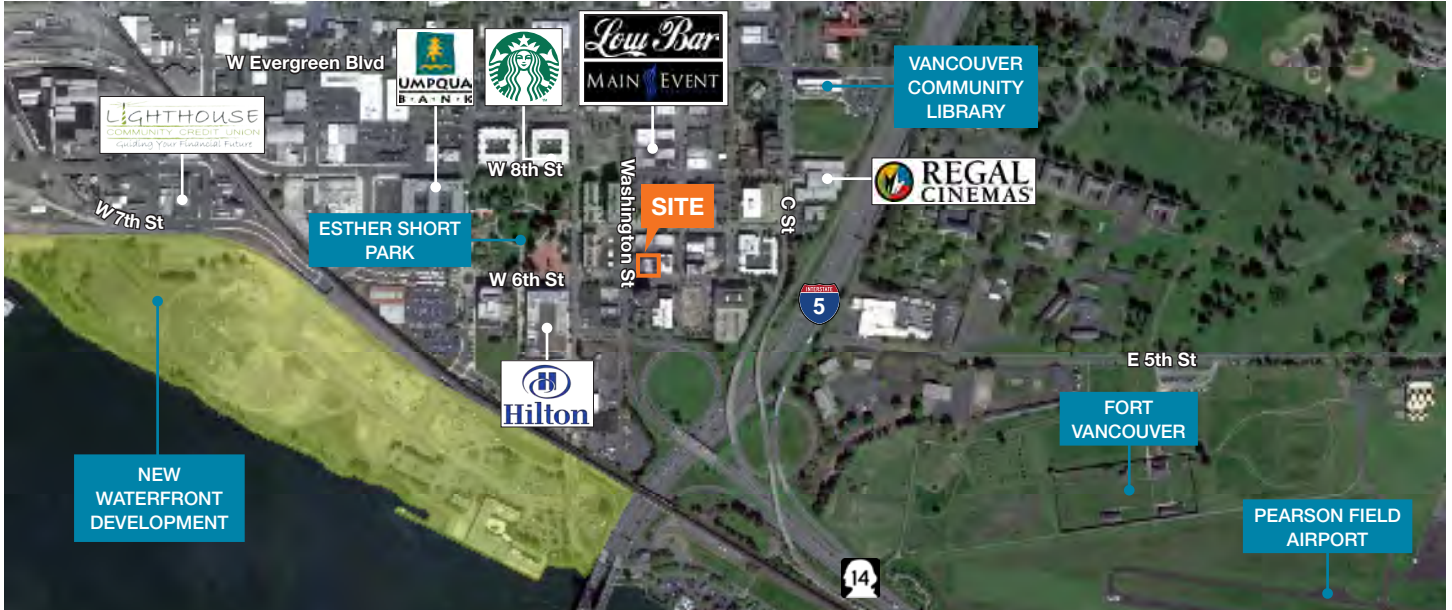 W Evergreen Blvd
UMPQUA
B·A·N·K
Low Bar
MAIN EVENT
VANCOUVER
COMMUNITY
LIBRARY
LIGHTHOUSE
COMMUNITY CREDIT UNION
Guiding Your Financial Future
W 8th St
REGAL
CINEMAS
Washington St
SITE
C St
W 7th St
ESTHER SHORT
PARK
W 6th St
INTERSTATE
5
E 5th St
Hilton
FORT
VANCOUVER
NEW
WATERFRONT
DEVELOPMENT
PEARSON FIELD
AIRPORT
14